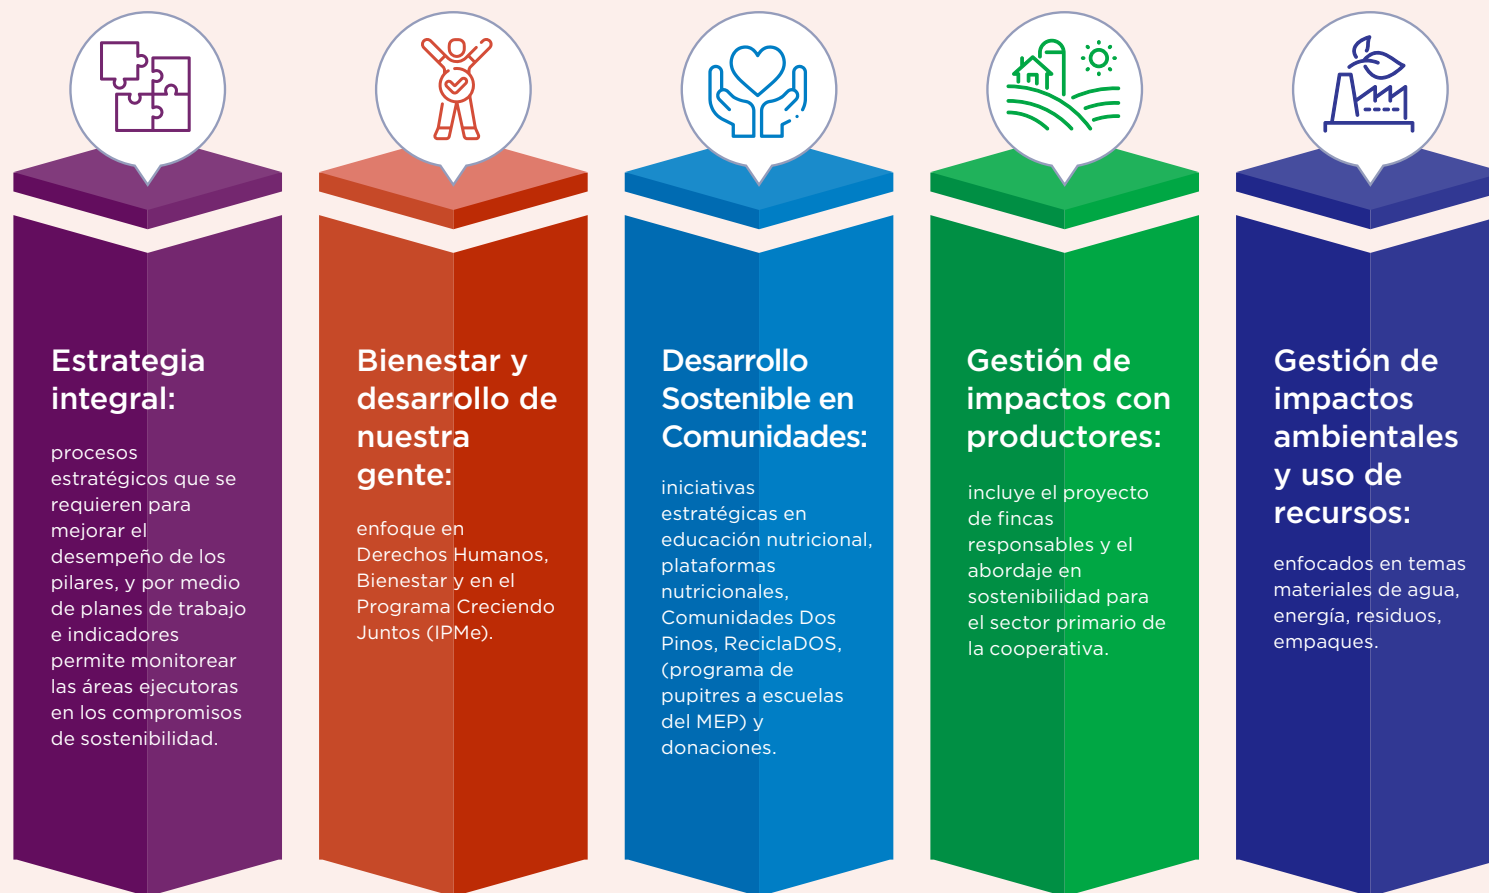 Estrategia
integral:
procesos
estratégicos que se
requieren para
mejorar el
desempeño de los
pilares, y por medio
de planes de trabajo
e indicadores
permite monitorear
las áreas ejecutoras
en los compromisos
de sostenibilidad.
Bienestar y
desarrollo de
nuestra
gente:
enfoque en
Derechos Humanos,
Bienestar y en el
Programa Creciendo
Juntos (IPMe).
Desarrollo
Sostenible en
Comunidades:
iniciativas
estratégicas en
educación nutricional,
plataformas
nutricionales,
Comunidades Dos
Pinos, ReciclaDOS,
(programa de
pupitres a escuelas
del MEP) y
donaciones.
Gestión de
impactos con
productores:
incluye el proyecto
de fincas
responsables y el
abordaje en
sostenibilidad para
el sector primario de
la cooperativa.
Gestión de
impactos
ambientales
y uso de
recursos:
enfocados en temas
materiales de agua,
energía, residuos,
empaques.